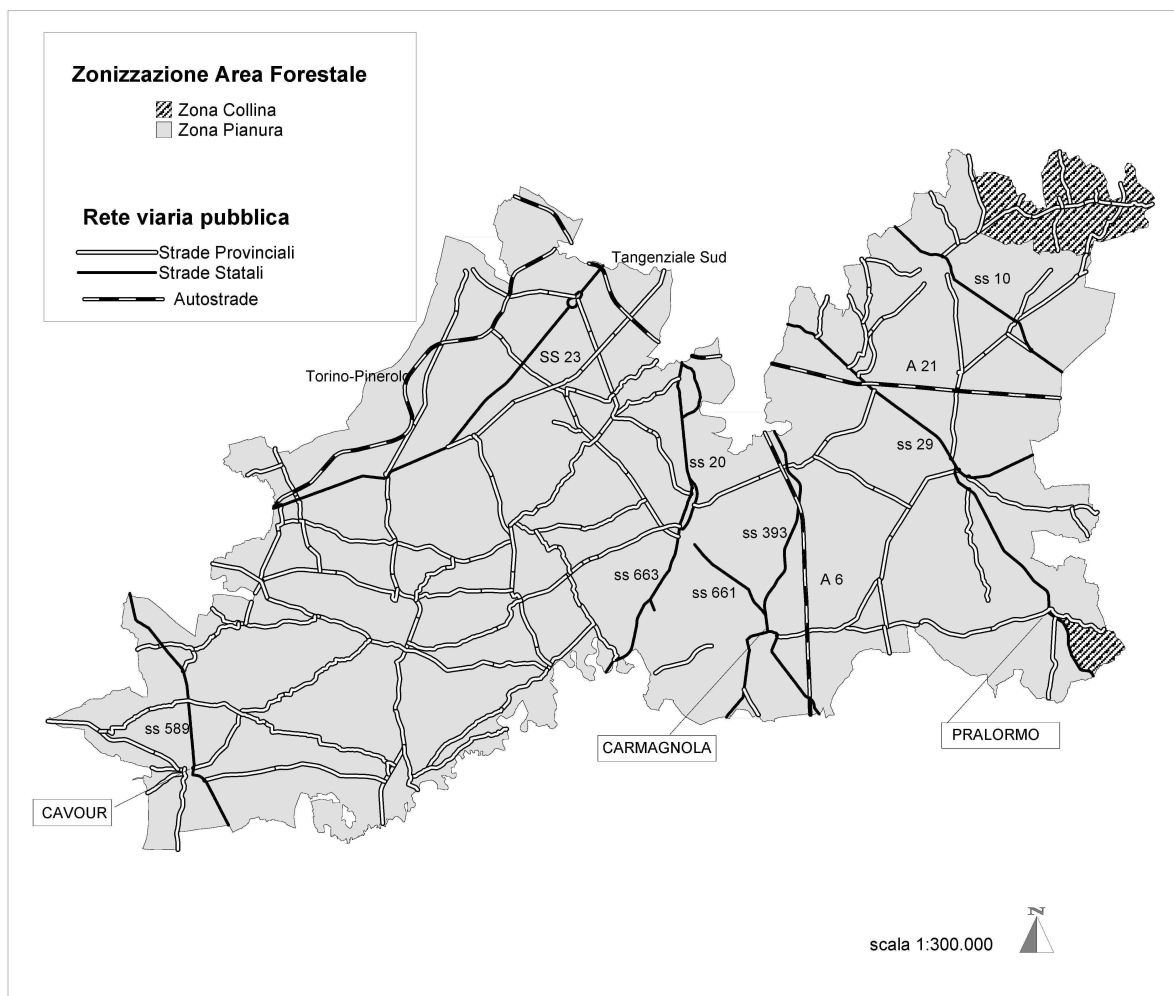 Zonizzazione Area Forestale
Zona Collina
Zona Pianura
Rete viaria pubblica
Strade Provinciali
Strade Statali
Autostrade
Tangenziale Sud
ss 10
SS 23
A 21
Torino-Pinerolo
ss 29
ss 20
ss 393
ss 663
A 6
ss 661
ss 589
PRALORMO
CARMAGNOLA
CAVOUR
N
scala 1:300.000